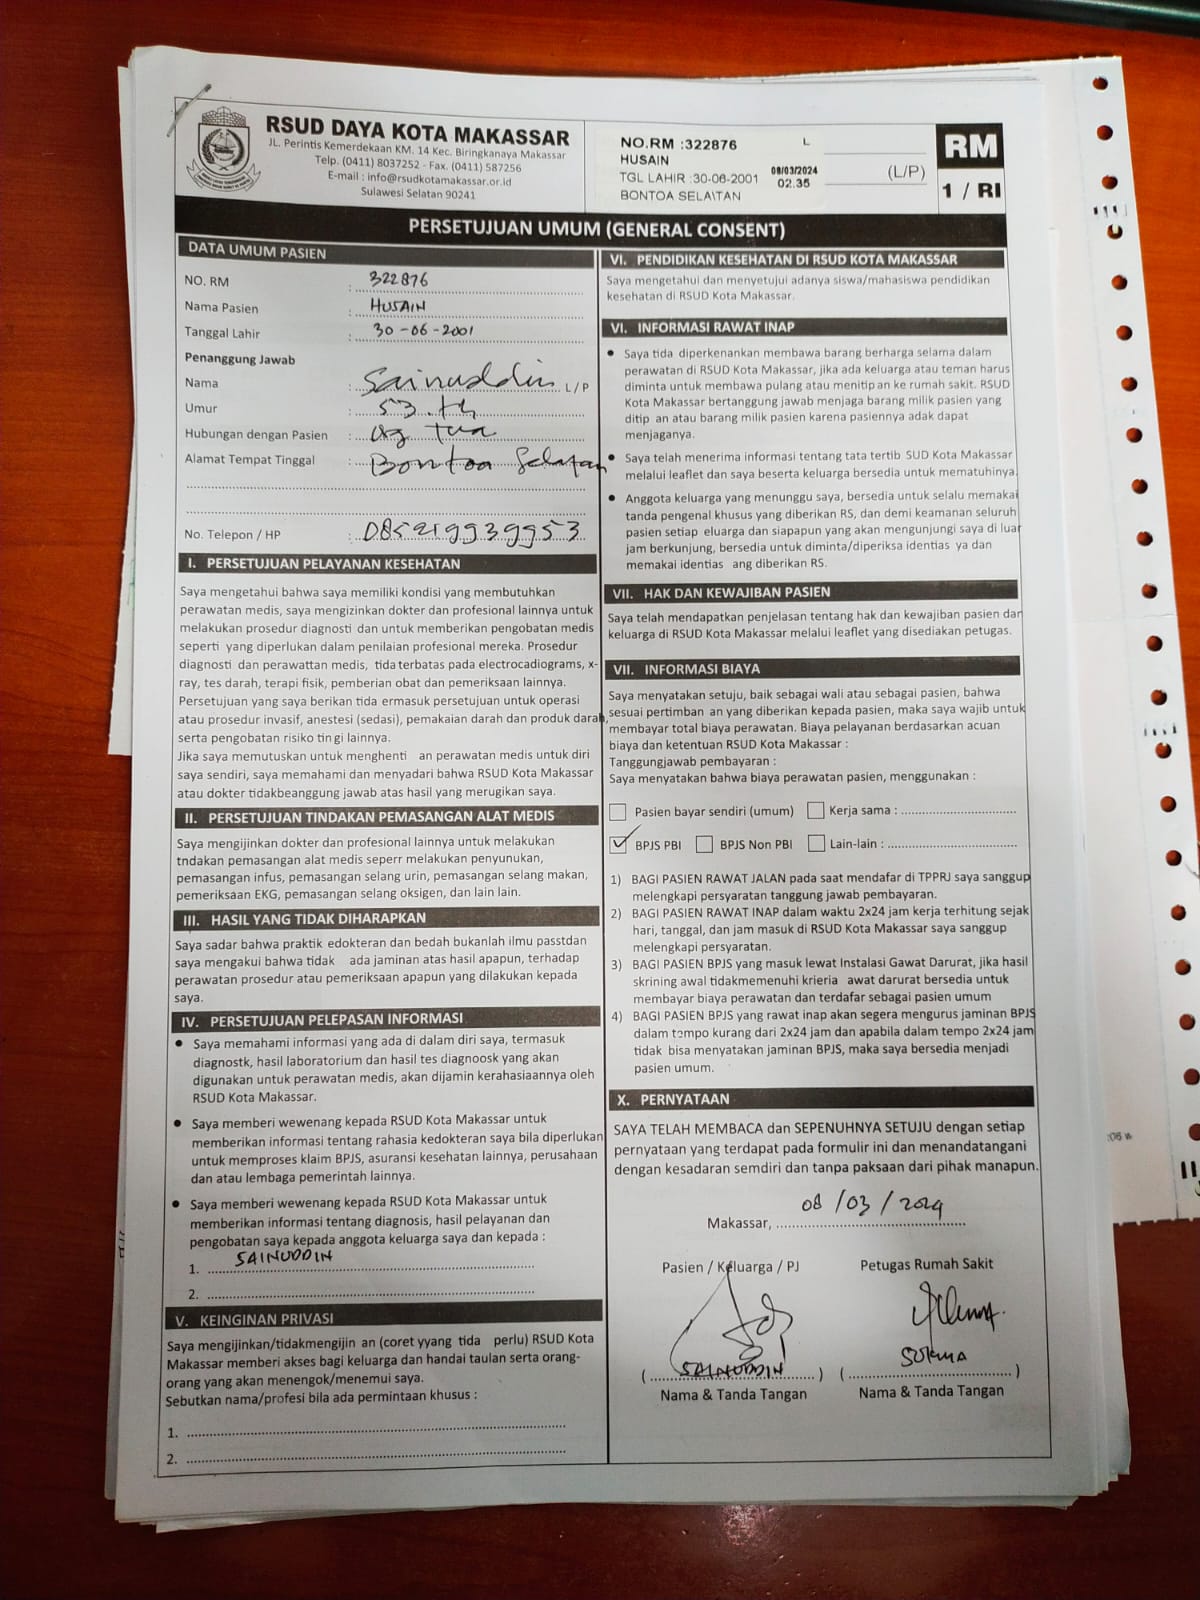 RSUD DAYA KOTA MAKASSAR
JL. Perintis Kemerdekaan KM. 14 Kec. Biringkanaya Makassar
Telp. (0411) 8037252 - Fax. (0411) 587256
E-mail : info@rsudkotamakassar.or.id
Sulawesi Selatan 90241
NO.RM :322876 L
HUSAIN
TGL LAHIR :30-06-2001
BONTOA SELATAN
08/03/2024
02.35
(L/P)
RM
1 / RI
PERSETUJUAN UMUM (GENERAL CONSENT)
DATA UMUM PASIEN
NO. RM : 322876
Nama Pasien : HUSAIN
Tanggal Lahir : 30-06-2001
Penanggung Jawab
Nama : Sainuddin L / P
Umur : 53 th
Hubungan dengan Pasien : Org Tua
Alamat Tempat Tinggal : Bontoa Selatan
No. Telepon / HP : 085219939953
I. PERSETUJUAN PELAYANAN KESEHATAN
Saya mengetahui bahwa saya memiliki kondisi yang membutuhkan
perawatan medis, saya mengizinkan dokter dan profesional lainnya untuk
melakukan prosedur diagnosti dan untuk memberikan pengobatan medis
seperti yang diperlukan dalam penilaian profesional mereka. Prosedur
diagnosti dan perawattan medis, tida terbatas pada electrocadiograms, x-
ray, tes darah, terapi fisik, pemberian obat dan pemeriksaan lainnya.
Persetujuan yang saya berikan tida ermasuk persetujuan untuk operasi
atau prosedur invasif, anestesi (sedasi), pemakaian darah dan produk darah,
serta pengobatan risiko tin gi lainnya.
Jika saya memutuskan untuk menghenti an perawatan medis untuk diri
saya sendiri, saya memahami dan menyadari bahwa RSUD Kota Makassar
atau dokter tidakbeanggung jawab atas hasil yang merugikan saya.
II. PERSETUJUAN TINDAKAN PEMASANGAN ALAT MEDIS
Saya mengijinkan dokter dan profesional lainnya untuk melakukan
tndakan pemasangan alat medis seperr melakukan penyunukan,
pemasangan infus, pemasangan selang urin, pemasangan selang makan,
pemeriksaan EKG, pemasangan selang oksigen, dan lain lain.
III. HASIL YANG TIDAK DIHARAPKAN
Saya sadar bahwa praktik edokteran dan bedah bukanlah ilmu passtdan
saya mengakui bahwa tidak ada jaminan atas hasil apapun, terhadap
perawatan prosedur atau pemeriksaan apapun yang dilakukan kepada
saya.
IV. PERSETUJUAN PELEPASAN INFORMASI
● Saya memahami informasi yang ada di dalam diri saya, termasuk
diagnostk, hasil laboratorium dan hasil tes diagnoosk yang akan
digunakan untuk perawatan medis, akan dijamin kerahasiaannya oleh
RSUD Kota Makassar.
● Saya memberi wewenang kepada RSUD Kota Makassar untuk
memberikan informasi tentang rahasia kedokteran saya bila diperlukan
untuk memproses klaim BPJS, asuransi kesehatan lainnya, perusahaan
dan atau lembaga pemerintah lainnya.
● Saya memberi wewenang kepada RSUD Kota Makassar untuk
memberikan informasi tentang diagnosis, hasil pelayanan dan
pengobatan saya kepada anggota keluarga saya dan kepada :
1. SAINUDDIN
2.
V. KEINGINAN PRIVASI
Saya mengijinkan/tidakmengijin an (coret yyang tida perlu) RSUD Kota
Makassar memberi akses bagi keluarga dan handai taulan serta orang-
orang yang akan menengok/menemui saya.
Sebutkan nama/profesi bila ada permintaan khusus :
1.
2.
VI. PENDIDIKAN KESEHATAN DI RSUD KOTA MAKASSAR
Saya mengetahui dan menyetujui adanya siswa/mahasiswa pendidikan
kesehatan di RSUD Kota Makassar.
VI. INFORMASI RAWAT INAP
● Saya tida diperkenankan membawa barang berharga selama dalam
perawatan di RSUD Kota Makassar, jika ada keluarga atau teman harus
diminta untuk membawa pulang atau menitip an ke rumah sakit. RSUD
Kota Makassar bertanggung jawab menjaga barang milik pasien yang
ditip an atau barang milik pasien karena pasiennya adak dapat
menjaganya.
● Saya telah menerima informasi tentang tata tertib SUD Kota Makassar
melalui leaflet dan saya beserta keluarga bersedia untuk mematuhinya.
● Anggota keluarga yang menunggu saya, bersedia untuk selalu memakai
tanda pengenal khusus yang diberikan RS, dan demi keamanan seluruh
pasien setiap eluarga dan siapapun yang akan mengunjungi saya di luar
jam berkunjung, bersedia untuk diminta/diperiksa identias ya dan
memakai identias ang diberikan RS.
VII. HAK DAN KEWAJIBAN PASIEN
Saya telah mendapatkan penjelasan tentang hak dan kewajiban pasien dan
keluarga di RSUD Kota Makassar melalui leaflet yang disediakan petugas.
VII. INFORMASI BIAYA
Saya menyatakan setuju, baik sebagai wali atau sebagai pasien, bahwa
sesuai pertimban an yang diberikan kepada pasien, maka saya wajib untuk
membayar total biaya perawatan. Biaya pelayanan berdasarkan acuan
biaya dan ketentuan RSUD Kota Makassar :
Tanggungjawab pembayaran :
Saya menyatakan bahwa biaya perawatan pasien, menggunakan :
Pasien bayar sendiri (umum) Kerja sama :
✓ BPJS PBI BPJS Non PBI Lain-lain :
1) BAGI PASIEN RAWAT JALAN pada saat mendafar di TPPRJ saya sanggup
melengkapi persyaratan tanggung jawab pembayaran.
2) BAGI PASIEN RAWAT INAP dalam waktu 2x24 jam kerja terhitung sejak
hari, tanggal, dan jam masuk di RSUD Kota Makassar saya sanggup
melengkapi persyaratan.
3) BAGI PASIEN BPJS yang masuk lewat Instalasi Gawat Darurat, jika hasil
skrining awal tidakmemenuhi krieria awat darurat bersedia untuk
membayar biaya perawatan dan terdafar sebagai pasien umum
4) BAGI PASIEN BPJS yang rawat inap akan segera mengurus jaminan BPJS
dalam tempo kurang dari 2x24 jam dan apabila dalam tempo 2x24 jam
tidak bisa menyatakan jaminan BPJS, maka saya bersedia menjadi
pasien umum.
X. PERNYATAAN
SAYA TELAH MEMBACA dan SEPENUHNYA SETUJU dengan setiap
pernyataan yang terdapat pada formulir ini dan menandatangani
dengan kesadaran semdiri dan tanpa paksaan dari pihak manapun.
Makassar, 08 / 03 / 2024
Pasien / Keluarga / PJ Petugas Rumah Sakit
( SAINUDDIN ) ( SUKMA )
Nama & Tanda Tangan Nama & Tanda Tangan